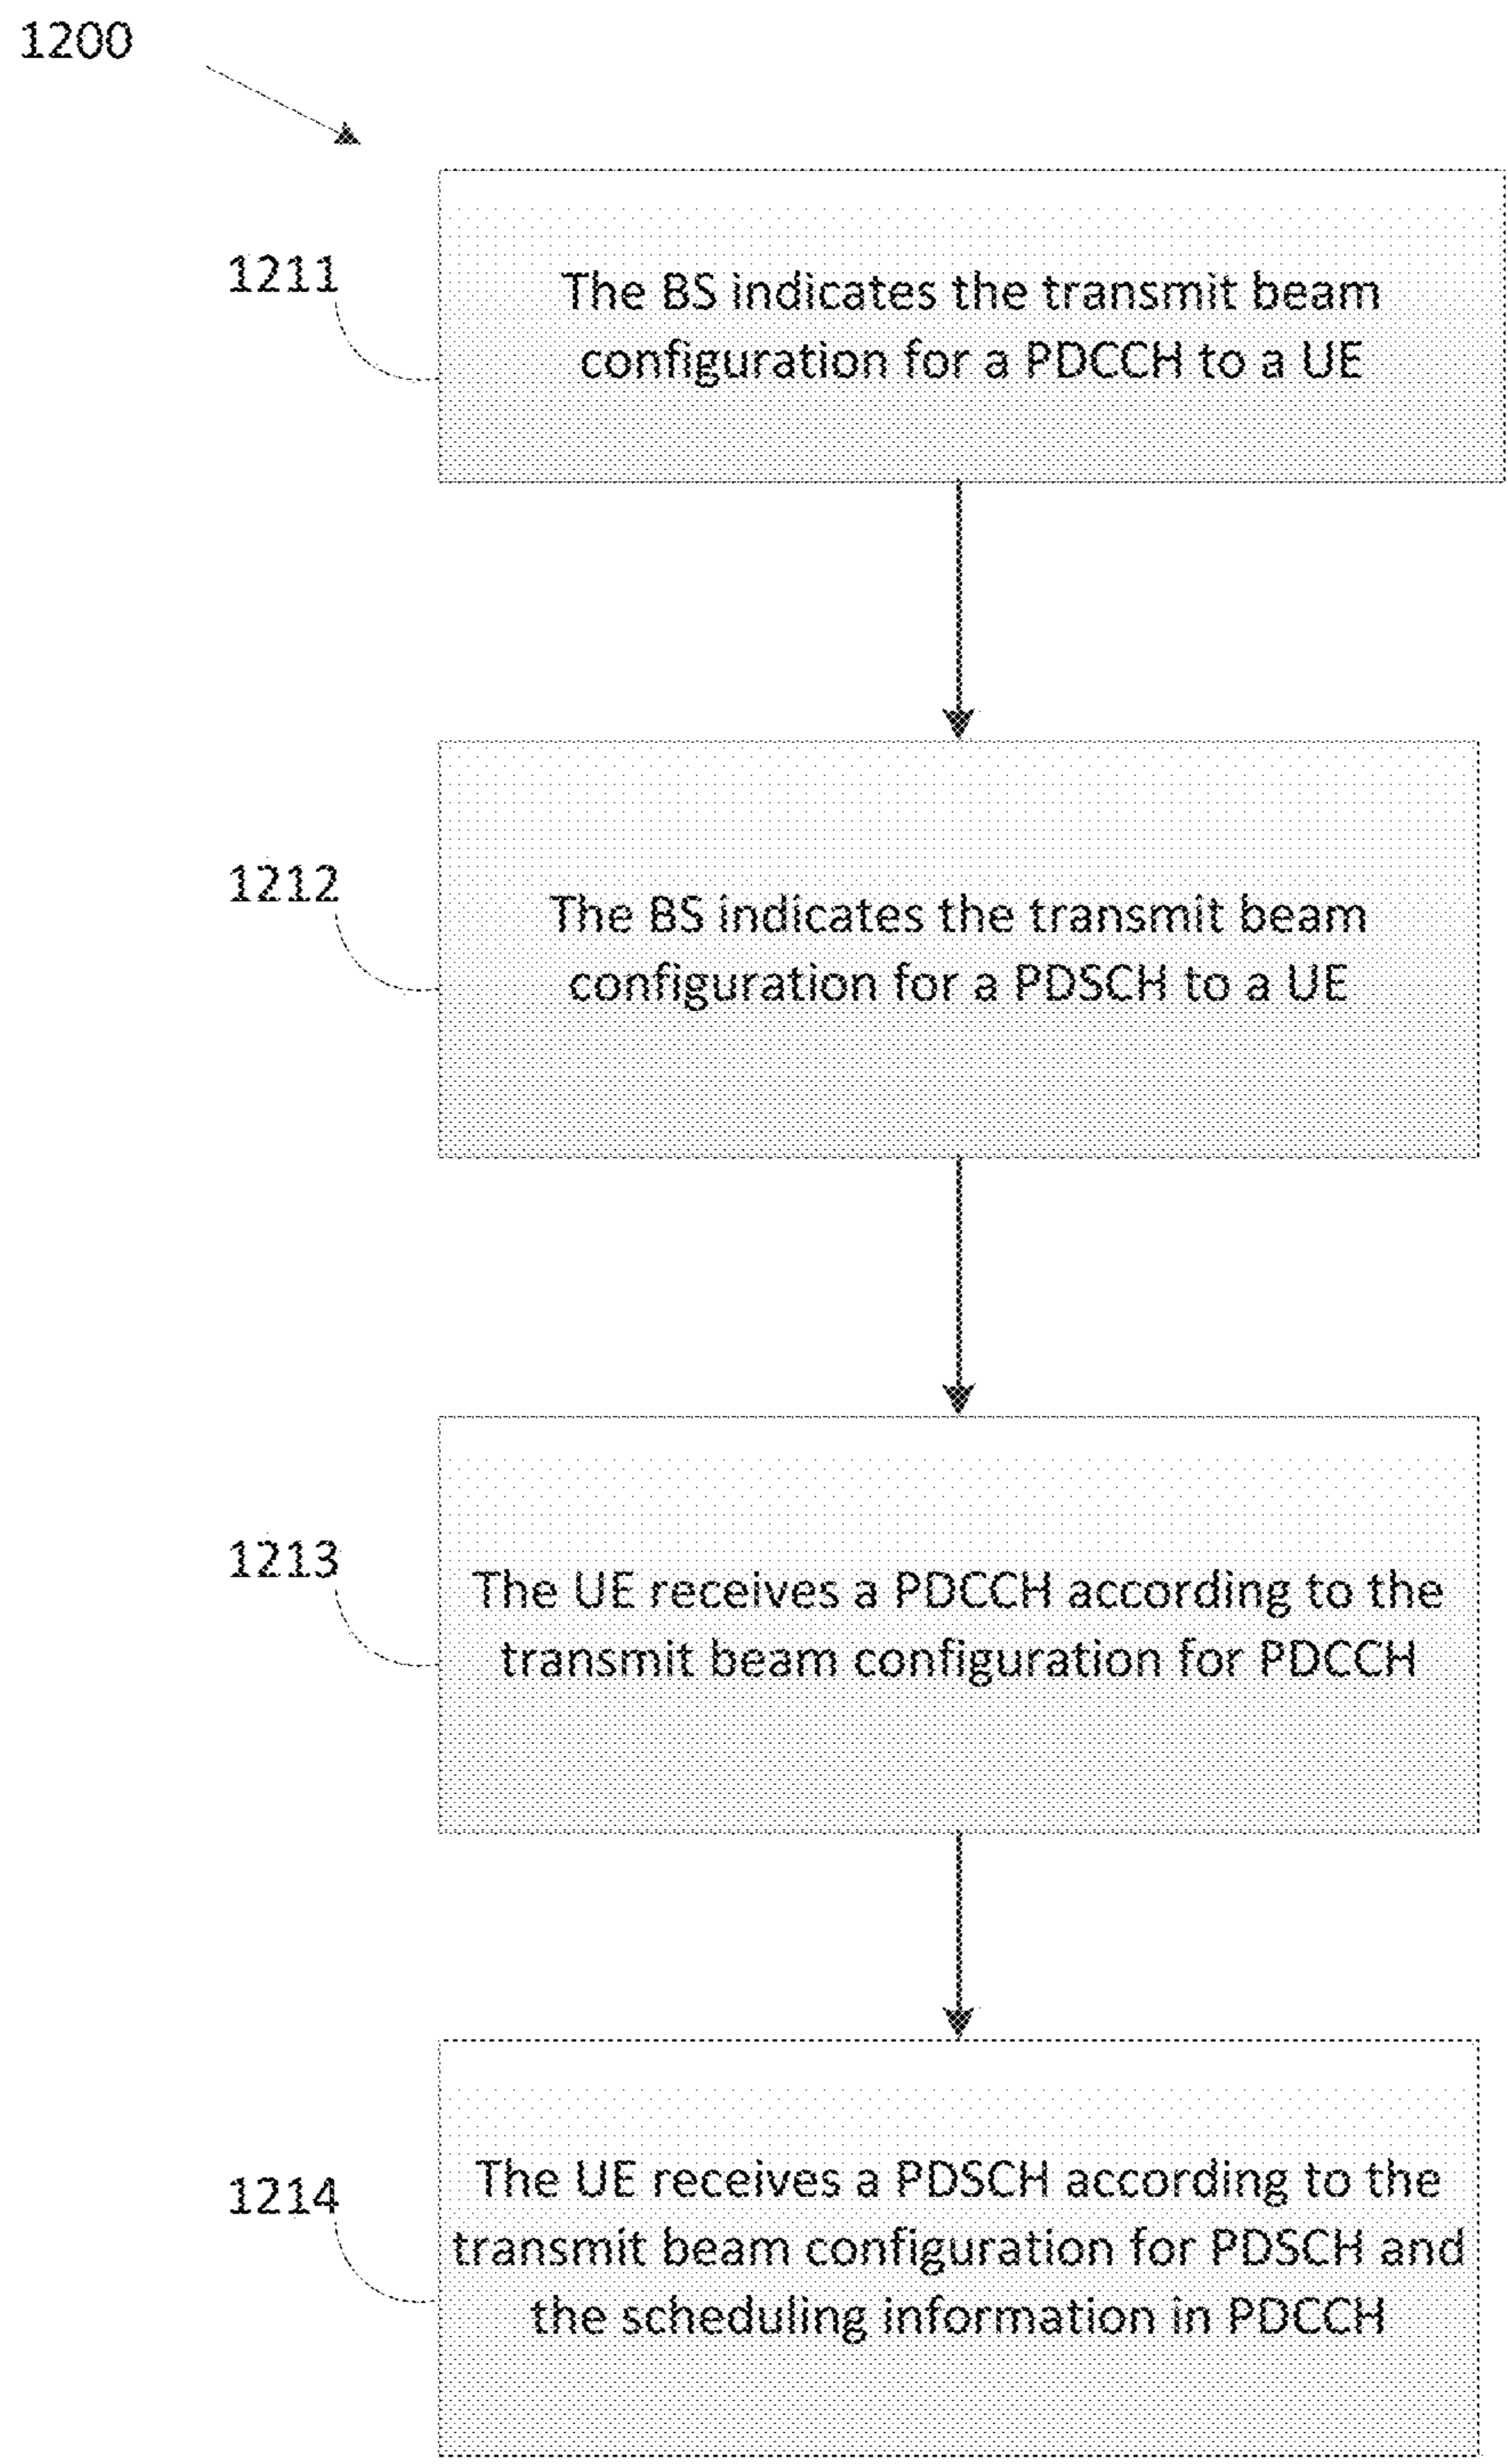 1200
1211
The BS indicates the transmit beam
configuration for a PDCCH to a UE
1212
The BS indicates the transmit beam
configuration for a PDSCH to a UE
1213
The UE receives a PDCCH according to the
transmit beam configuration for PDCCH
1214
The UE receives a PDSCH according to the
transmit beam configuration for PDSCH and
the scheduling information in PDCCH